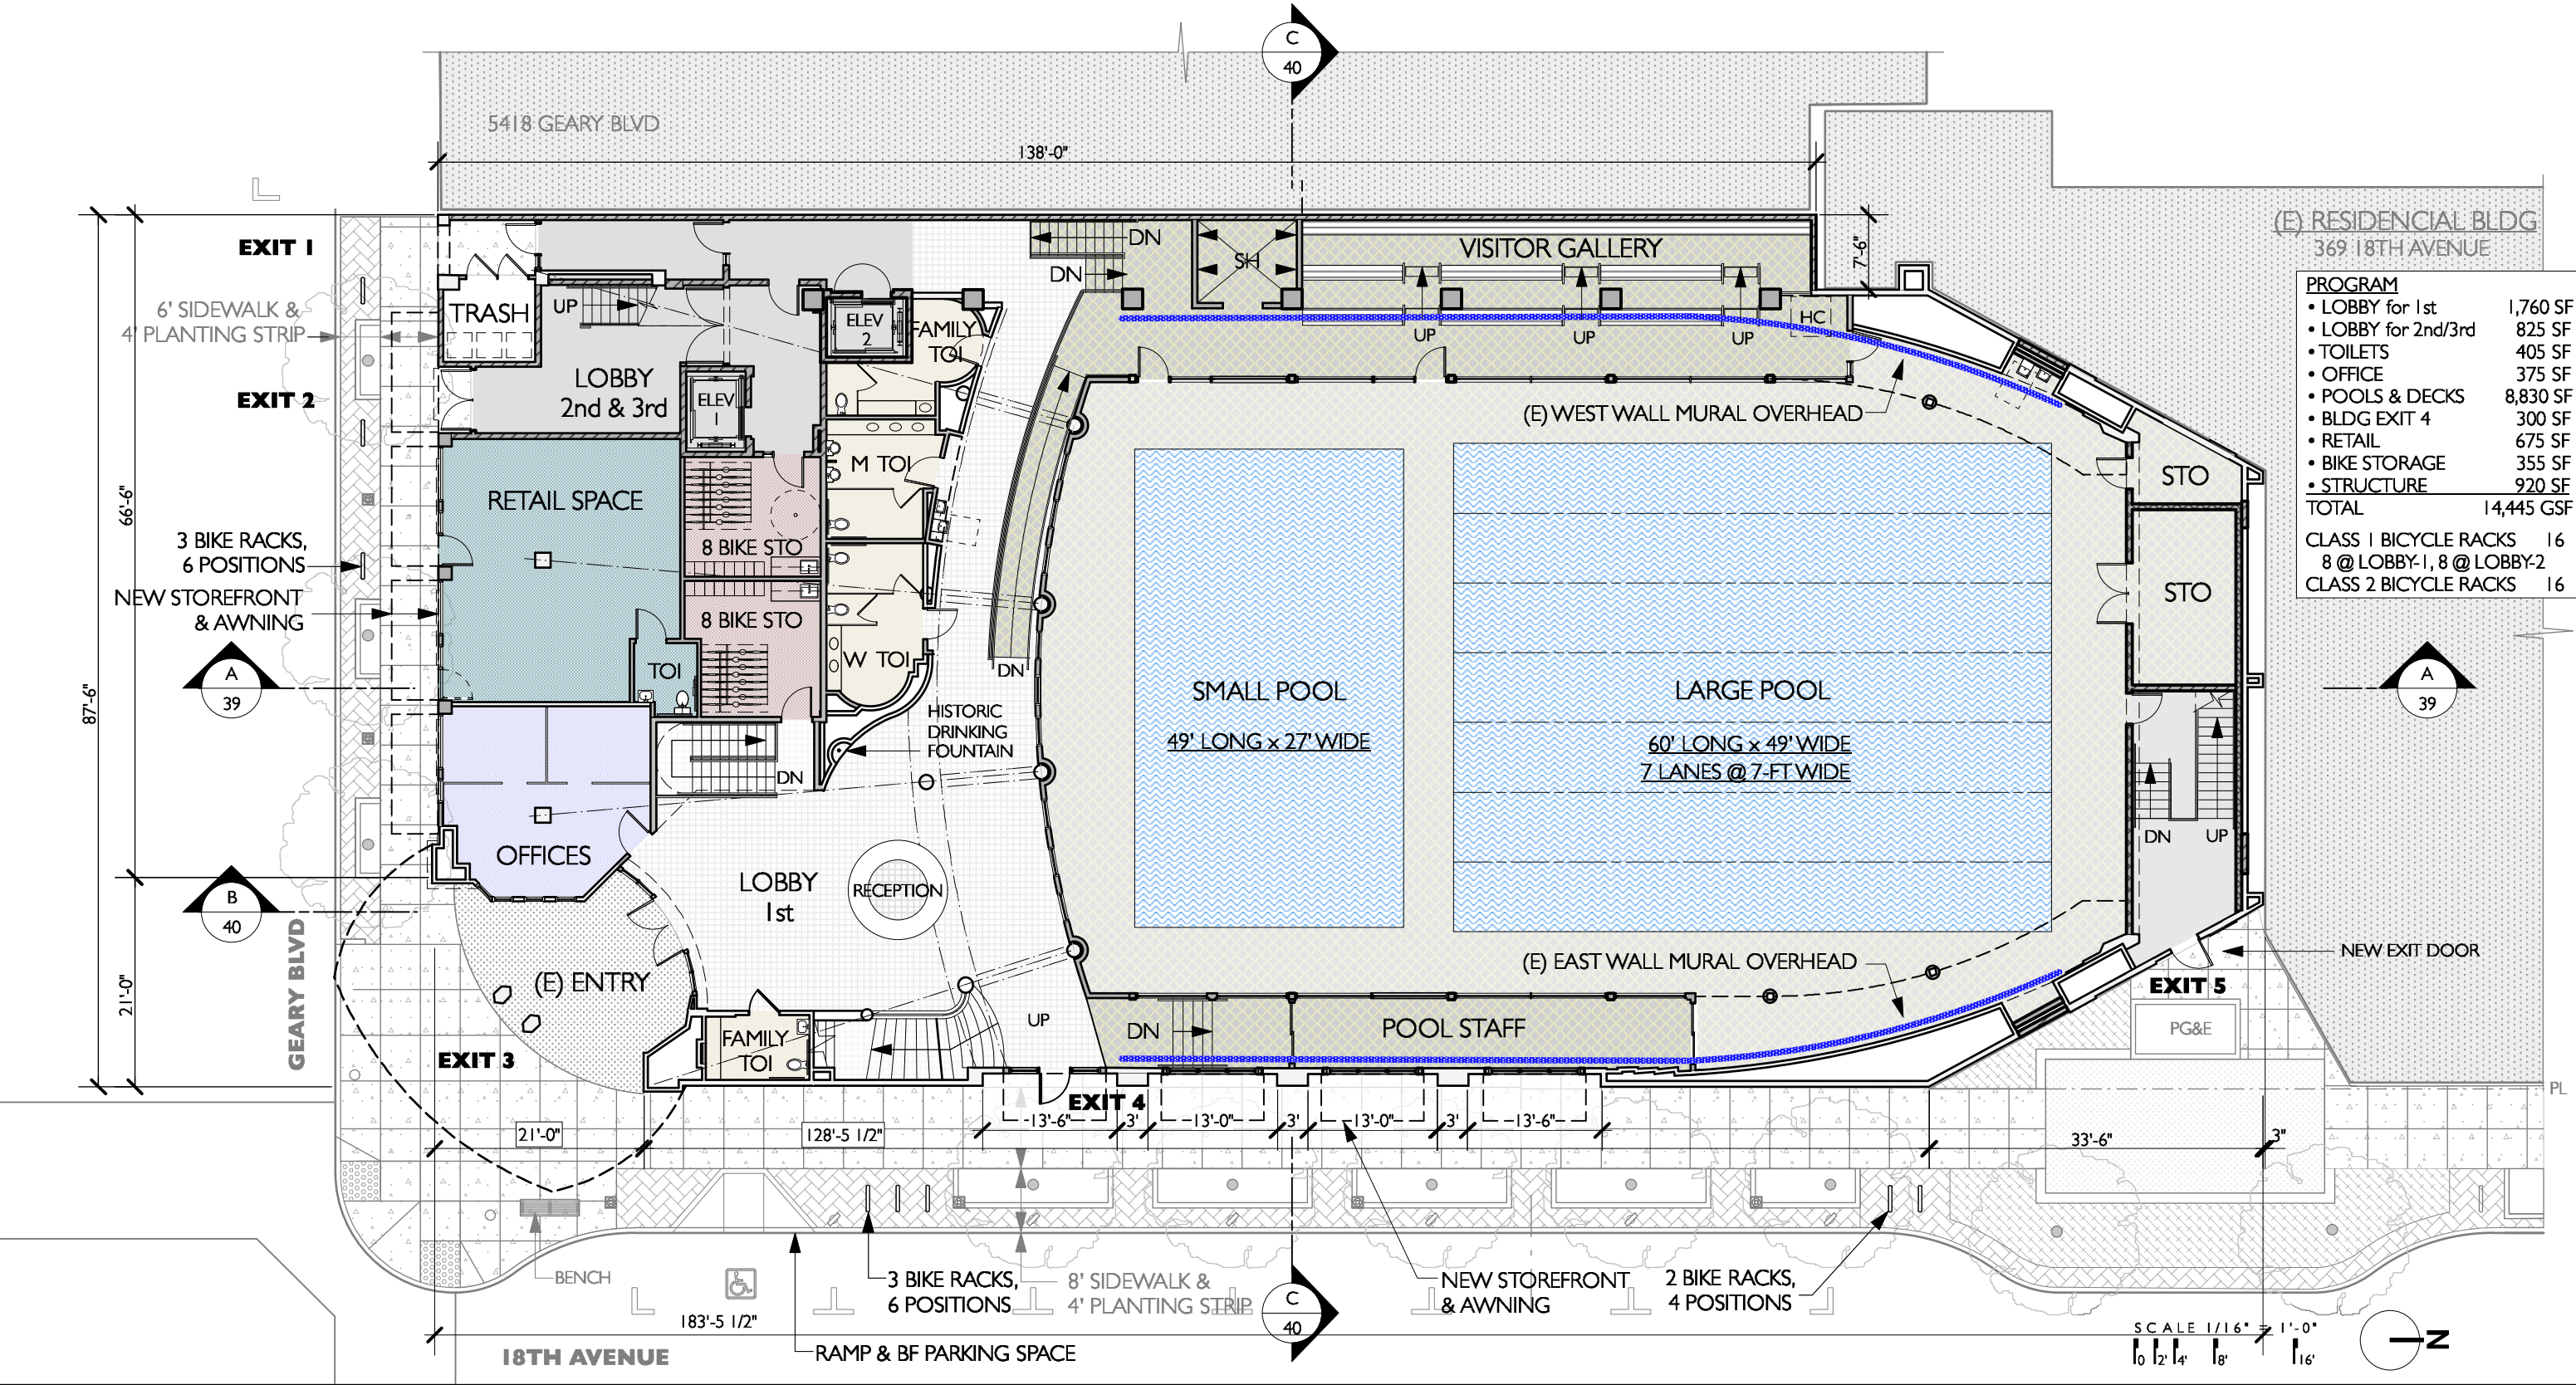 C
40
5418 GEARY BLVD
138'-0"
(E) RESIDENCIAL BLDG
369 18TH AVENUE
EXIT 1
DN
DN
SH
VISITOR GALLERY
7'-6"
PROGRAM
• LOBBY for 1st 1,760 SF
• LOBBY for 2nd/3rd 825 SF
• TOILETS 405 SF
• OFFICE 375 SF
• POOLS & DECKS 8,830 SF
• BLDG EXIT 4 300 SF
• RETAIL 675 SF
• BIKE STORAGE 355 SF
• STRUCTURE 920 SF
TOTAL 14,445 GSF
CLASS 1 BICYCLE RACKS 16
8 @ LOBBY-1, 8 @ LOBBY-2
CLASS 2 BICYCLE RACKS 16
6' SIDEWALK &
4' PLANTING STRIP
TRASH
UP
ELEV
2
FAMILY
TOI
HC
UP
UP
UP
EXIT 2
LOBBY
2nd & 3rd
ELEV
1
(E) WEST WALL MURAL OVERHEAD
M TOI
STO
RETAIL SPACE
66'-6"
3 BIKE RACKS,
6 POSITIONS
8 BIKE STO
NEW STOREFRONT
& AWNING
8 BIKE STO
STO
TOI
W TOI
DN
A
39
A
39
87'-6"
SMALL POOL
49' LONG x 27' WIDE
LARGE POOL
60' LONG x 49' WIDE
7 LANES @ 7-FT WIDE
HISTORIC
DRINKING
FOUNTAIN
DN
DN
UP
OFFICES
LOBBY
1st
RECEPTION
B
40
GEARY BLVD
21'-0"
(E) ENTRY
(E) EAST WALL MURAL OVERHEAD
NEW EXIT DOOR
EXIT 5
PG&E
UP
DN
POOL STAFF
FAMILY
TOI
EXIT 3
EXIT 4
PL
13'-6"
3'
13'-0"
3'
13'-0"
3'
13'-6"
21'-0"
128'-5 1/2"
33'-6"
3"
BENCH
3 BIKE RACKS,
6 POSITIONS
8' SIDEWALK &
4' PLANTING STRIP
NEW STOREFRONT
& AWNING
2 BIKE RACKS,
4 POSITIONS
183'-5 1/2"
C
40
18TH AVENUE
RAMP & BF PARKING SPACE
SCALE 1/16" = 1'-0"
0 2' 4' 8' 16'
N